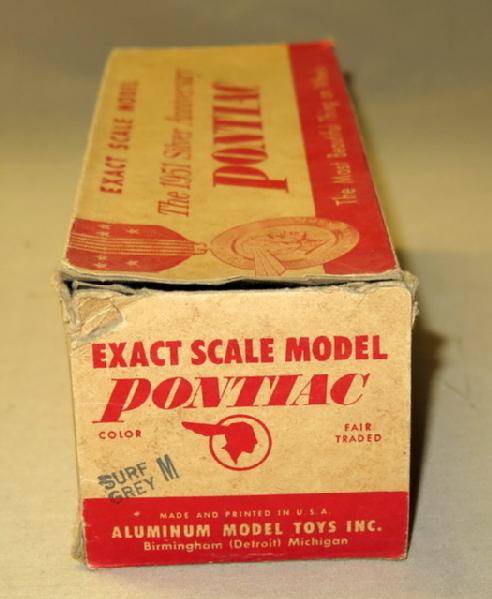 EXACT SCALE MODEL
The 1951 Silver Anniversary
PONTIAC
The Most Beautiful Thing on Wheels
EXACT SCALE MODEL
PONTIAC
COLOR
FAIR
TRADED
SURF M
GREY
MADE AND PRINTED IN U.S.A.
ALUMINUM MODEL TOYS INC.
Birmingham (Detroit) Michigan